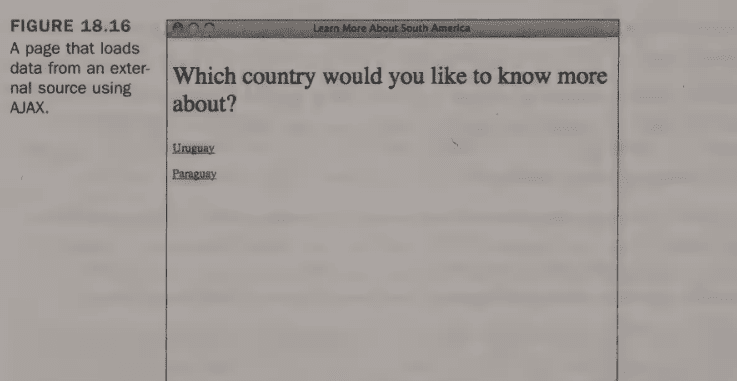 FIGURE 18.16
A page that loads
data from an exter-
nal source using
AJAX.
Learn More About South America
Which country would you like to know more
about?
Uruguay
Paraguay